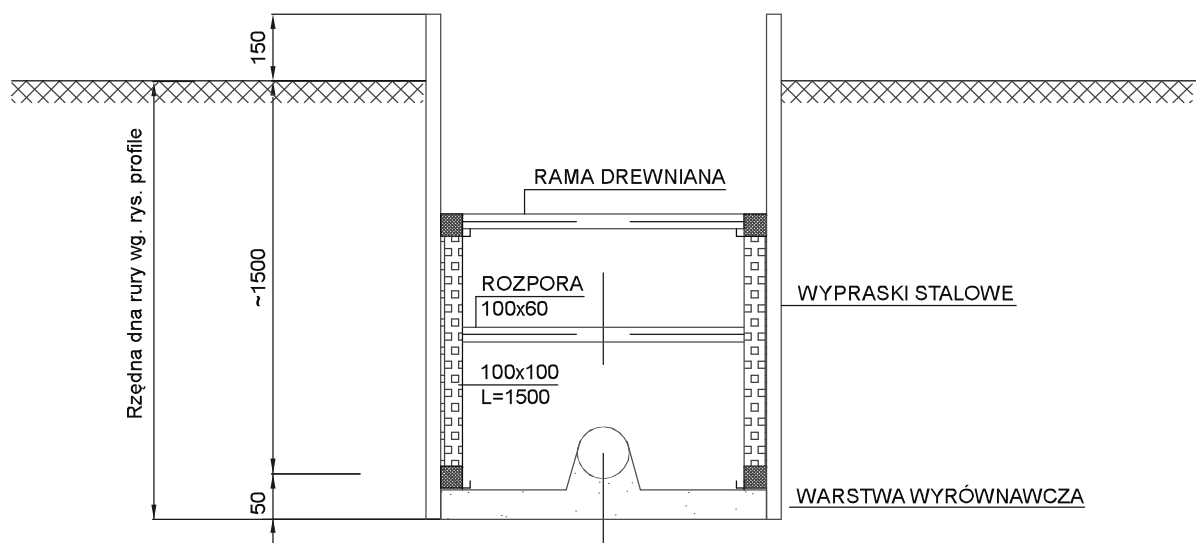 150
RAMA DREWNIANA
Rzędna dna rury wg. rys. profile
~1500
ROZPORA
100x60
WYPRASKI STALOWE
100x100
L=1500
50
WARSTWA WYRÓWNAWCZA